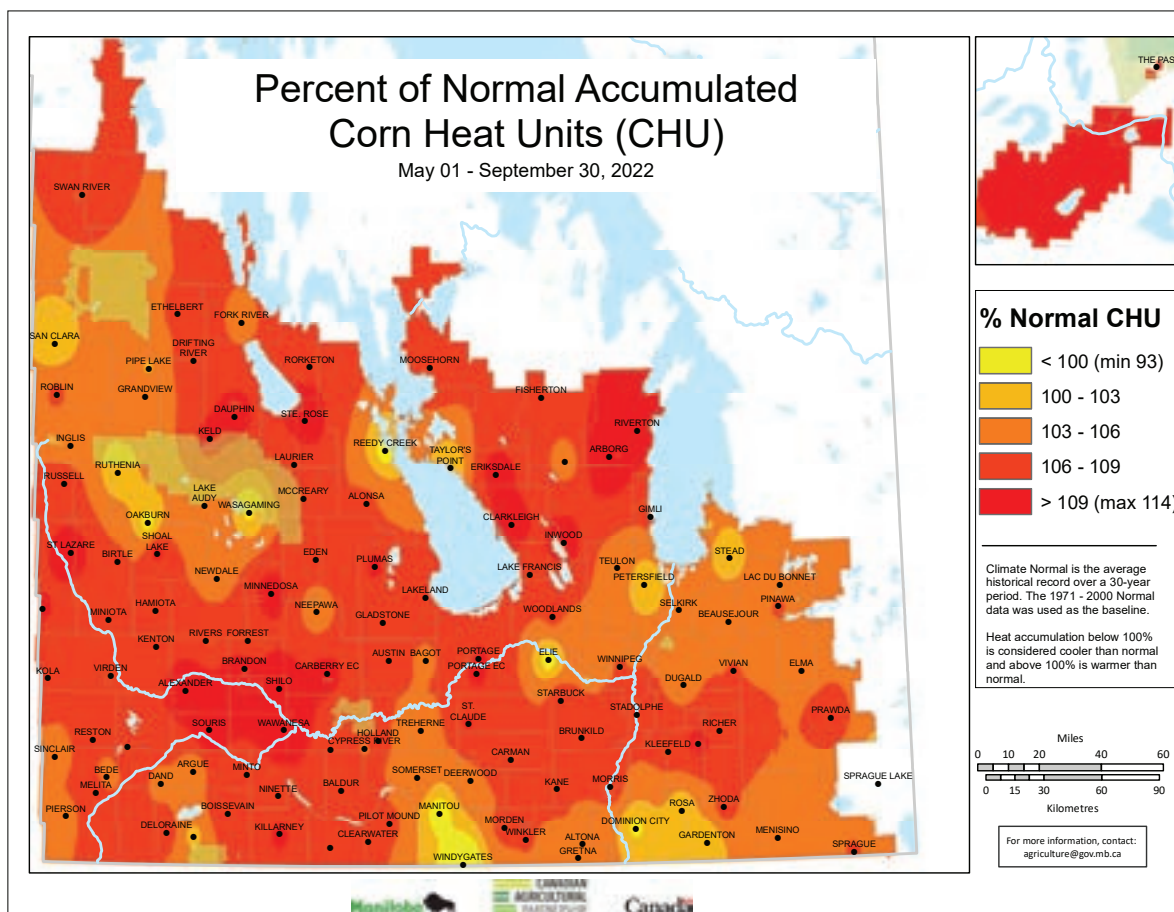 Percent of Normal Accumulated
Corn Heat Units (CHU)
May 01 - September 30, 2022
THE PAS
SWAN RIVER
ETHELBERT
FORK RIVER
SAN CLARA
DRIFTING
RIVER
PIPE LAKE
RORKETON
MOOSEHORN
ROBLIN
GRANDVIEW
FISHERTON
DAUPHIN
STE. ROSE
RIVERTON
KELD
INGLIS
REEDY CREEK
TAYLOR'S
POINT
ARBORG
RUTHENIA
LAURIER
ERIKSDALE
RUSSELL
LAKE
AUDY
WASAGAMING
MCCREARY
ALONSA
OAKBURN
CLARKLEIGH
GIMLI
SHOAL
LAKE
INWOOD
ST.LAZARE
BIRTLE
EDEN
PLUMAS
LAKE FRANCIS
TEULON
STEAD
NEWDALE
PETERSFIELD
LAC DU BONNET
MINNEDOSA
LAKELAND
PINAWA
HAMIOTA
NEEPAWA
WOODLANDS
SELKIRK
BEAUSEJOUR
MINIOTA
GLADSTONE
KENTON
RIVERS
FORREST
AUSTIN
BAGOT
PORTAGE
PORTAGE EC
ELIE
WINNIPEG
VIVIAN
ELMA
KOLA
VIRDEN
BRANDON
CARBERRY EC
DUGALD
ALEXANDER
SHILO
STARBUCK
STADOLPHE
PRAWDA
SOURIS
WAWANESA
ST.
CLAUDE
TREHERNE
RICHER
RESTON
HOLLAND
CYPRESS RIVER
BRUNKILD
KLEEFELD
SINCLAIR
CARMAN
BEDE
DAND
ARGUE
MINTO
SOMERSET
DEERWOOD
SPRAGUE LAKE
MELITA
NINETTE
BALDUR
KANE
MORRIS
PIERSON
BOISSEVAIN
MANITOU
ROSA
ZHODA
DELORAINE
KILLARNEY
PILOT MOUND
MORDEN
WINKLER
DOMINION CITY
CLEARWATER
ALTONA
GRETNA
GARDENTON
MENISINO
SPRAGUE
WINDYGATES
% Normal CHU
< 100 (min 93)
100 - 103
103 - 106
106 - 109
> 109 (max 114)
Climate Normal is the average
historical record over a 30-year
period. The 1971 - 2000 Normal
data was used as the baseline.
Heat accumulation below 100%
is considered cooler than normal
and above 100% is warmer than
normal.
Miles
0 10 20 40 60
0 15 30 60 90
Kilometres
For more information, contact:
agriculture@gov.mb.ca
Manitoba
CANADIAN
AGRICULTURAL
PARTNERSHIP
Canada